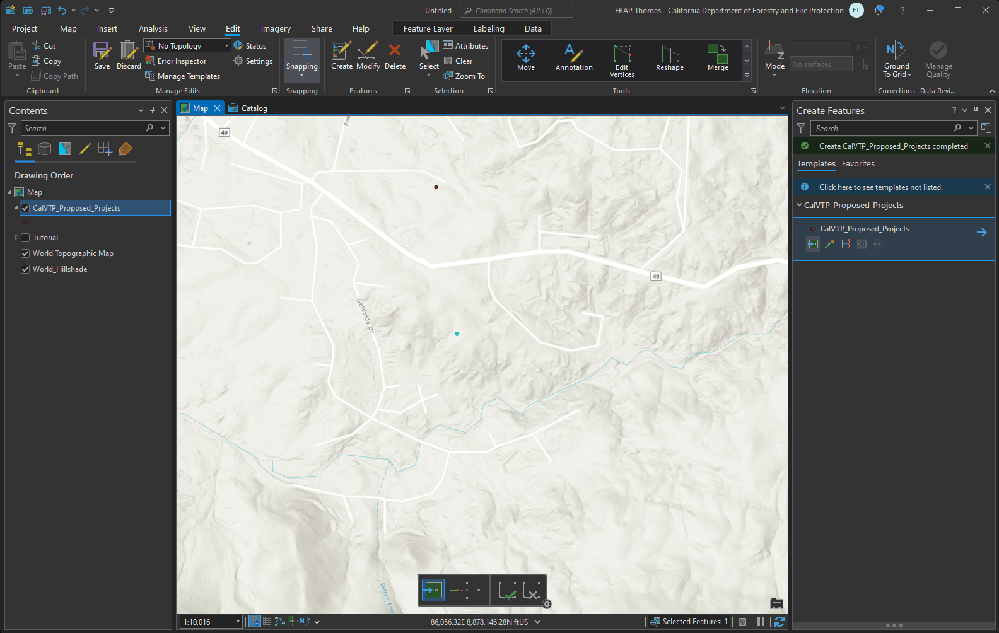 Untitled
Command Search (Alt+Q)
FRAP Thomas - California Department of Forestry and Fire Protection
FT
?
Project
Map
Insert
Analysis
View
Edit
Imagery
Share
Help
Feature Layer
Labeling
Data
Paste
Cut
Copy
Copy Path
Clipboard
Save
Discard
No Topology
Error Inspector
Manage Templates
Status
Settings
Manage Edits
Snapping
Snapping
Create
Modify
Delete
Features
Select
Attributes
Clear
Zoom To
Selection
Move
A
Annotation
Edit
Vertices
Reshape
Merge
Tools
Z
Mode
ft
No surfaces
Elevation
N
Ground
To Grid
Corrections
Manage
Quality
Data Revi...
Contents
Search
Drawing Order
Map
CalVTP_Proposed_Projects
Tutorial
World Topographic Map
World_Hillshade
Map
Catalog
49
Par
49
Goldside Dr
Sutton Arro
1:10,016
N
86,056.32E 8,878,146.28N ftUS
Selected Features: 1
Create Features
?
Search
Create CalVTP_Proposed_Projects completed
Templates
Favorites
Click here to see templates not listed.
CalVTP_Proposed_Projects
CalVTP_Proposed_Projects